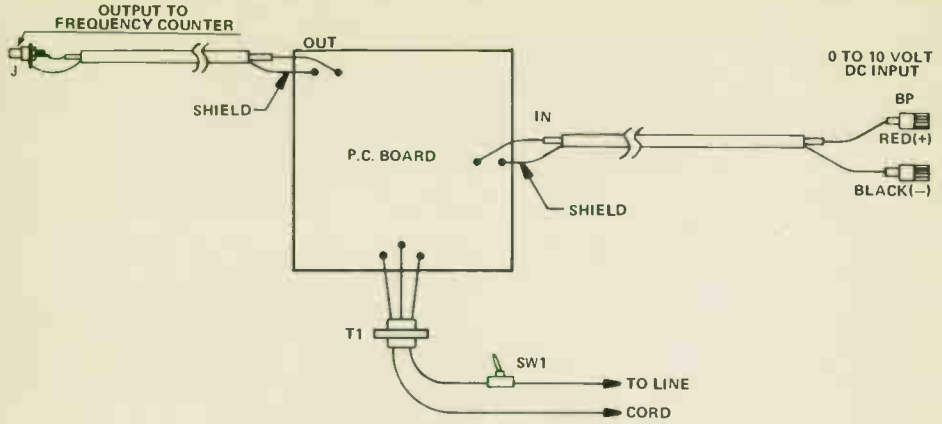 OUTPUT TO
FREQUENCY COUNTER
J
OUT
SHIELD
0 TO 10 VOLT
DC INPUT
BP
RED(+)
IN
P.C. BOARD
BLACK(—)
SHIELD
T1
SW1
TO LINE
CORD